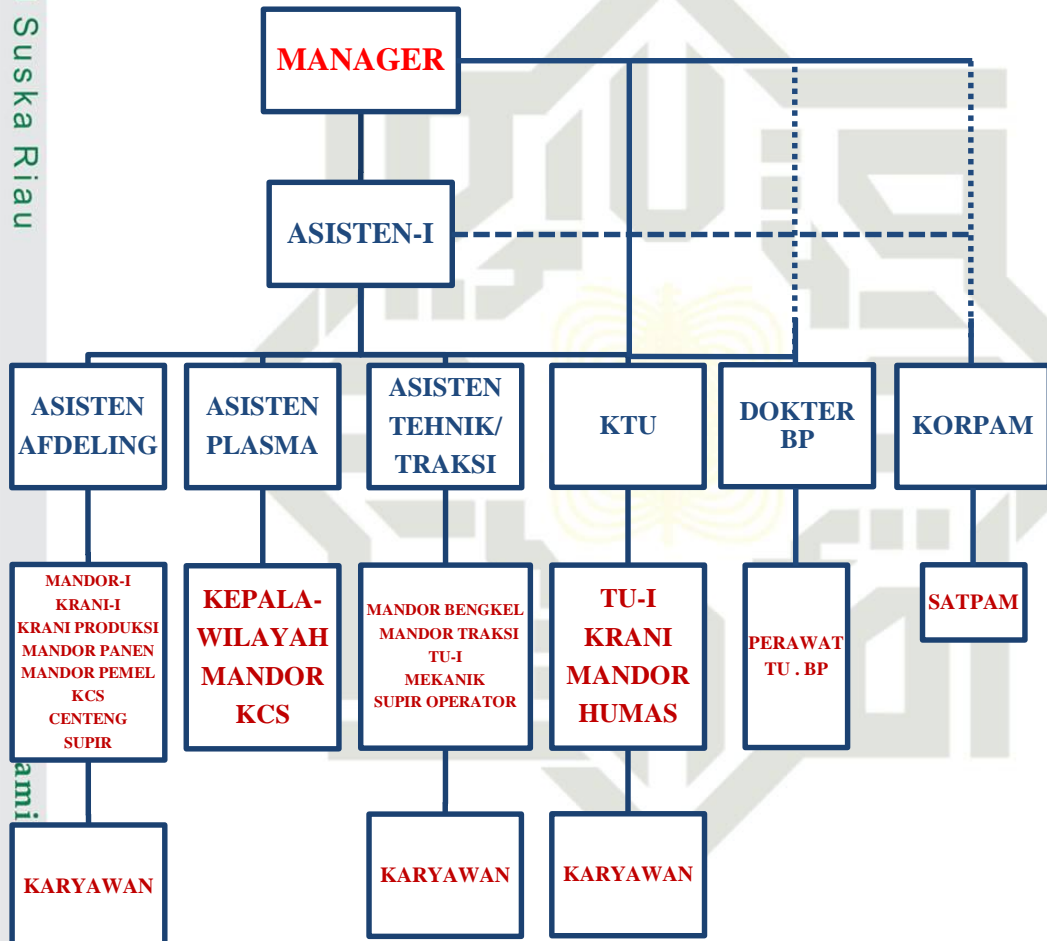 Suska Riau
MANAGER
ASISTEN-I
ASISTEN
AFDELING
ASISTEN
PLASMA
ASISTEN
TEHNIK/
TRAKSI
KTU
DOKTER
BP
KORPAM
MANDOR-I
KRANI-I
KRANI PRODUKSI
MANDOR PANEN
MANDOR PEMEL
KCS
CENTENG
SUPIR
KEPALA-
WILAYAH
MANDOR
KCS
MANDOR BENGKEL
MANDOR TRAKSI
TU-I
MEKANIK
SUPIR OPERATOR
TU-I
KRANI
MANDOR
HUMAS
PERAWAT
TU . BP
SATPAM
ami
KARYAWAN
KARYAWAN
KARYAWAN